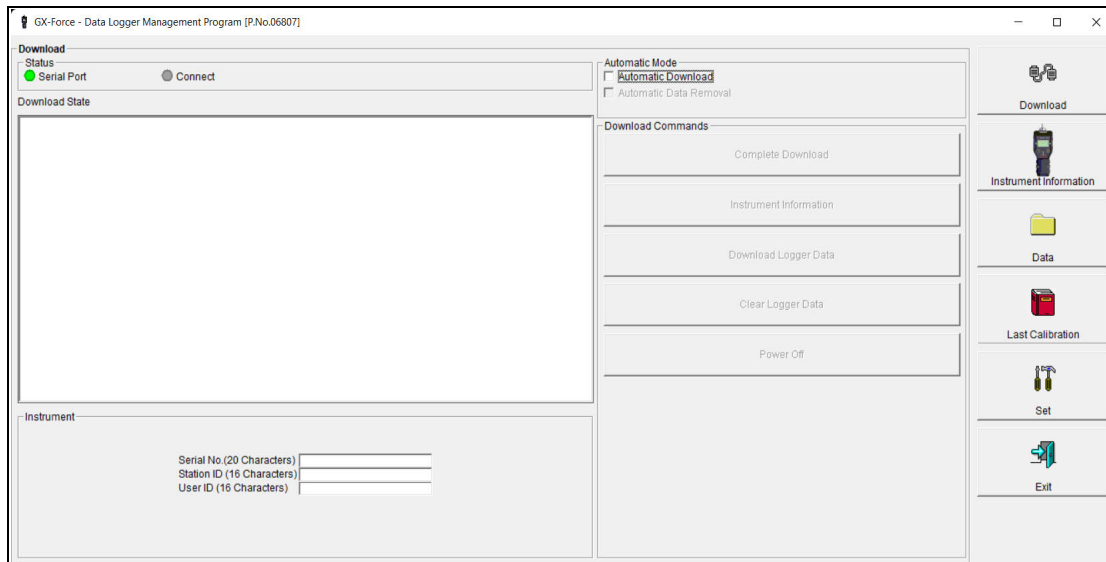 GX-Force - Data Logger Management Program [P.No.06807]
Download
Status
Serial Port
Connect
Download State
Instrument
Serial No.(20 Characters)
Station ID (16 Characters)
User ID (16 Characters)
Automatic Mode
Automatic Download
Automatic Data Removal
Download Commands
Complete Download
Instrument Information
Download Logger Data
Clear Logger Data
Power Off
Download
Instrument Information
Data
Last Calibration
Set
Exit